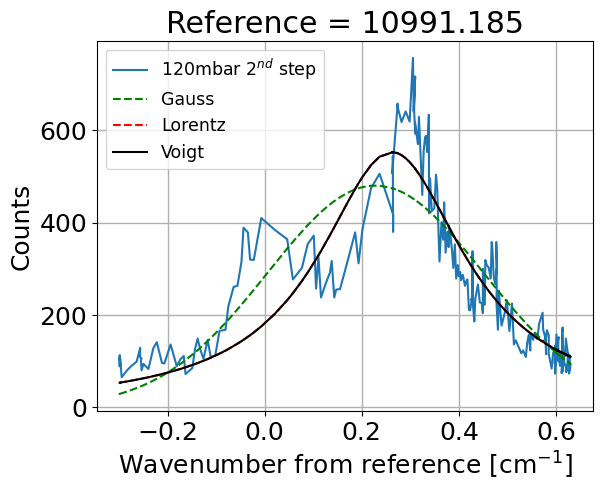 Reference = 10991.185
120mbar 2ⁿᵈ step
Gauss
Lorentz
Voigt
Counts
600
400
200
0
−0.2 0.0 0.2 0.4 0.6
Wavenumber from reference [cm⁻¹]